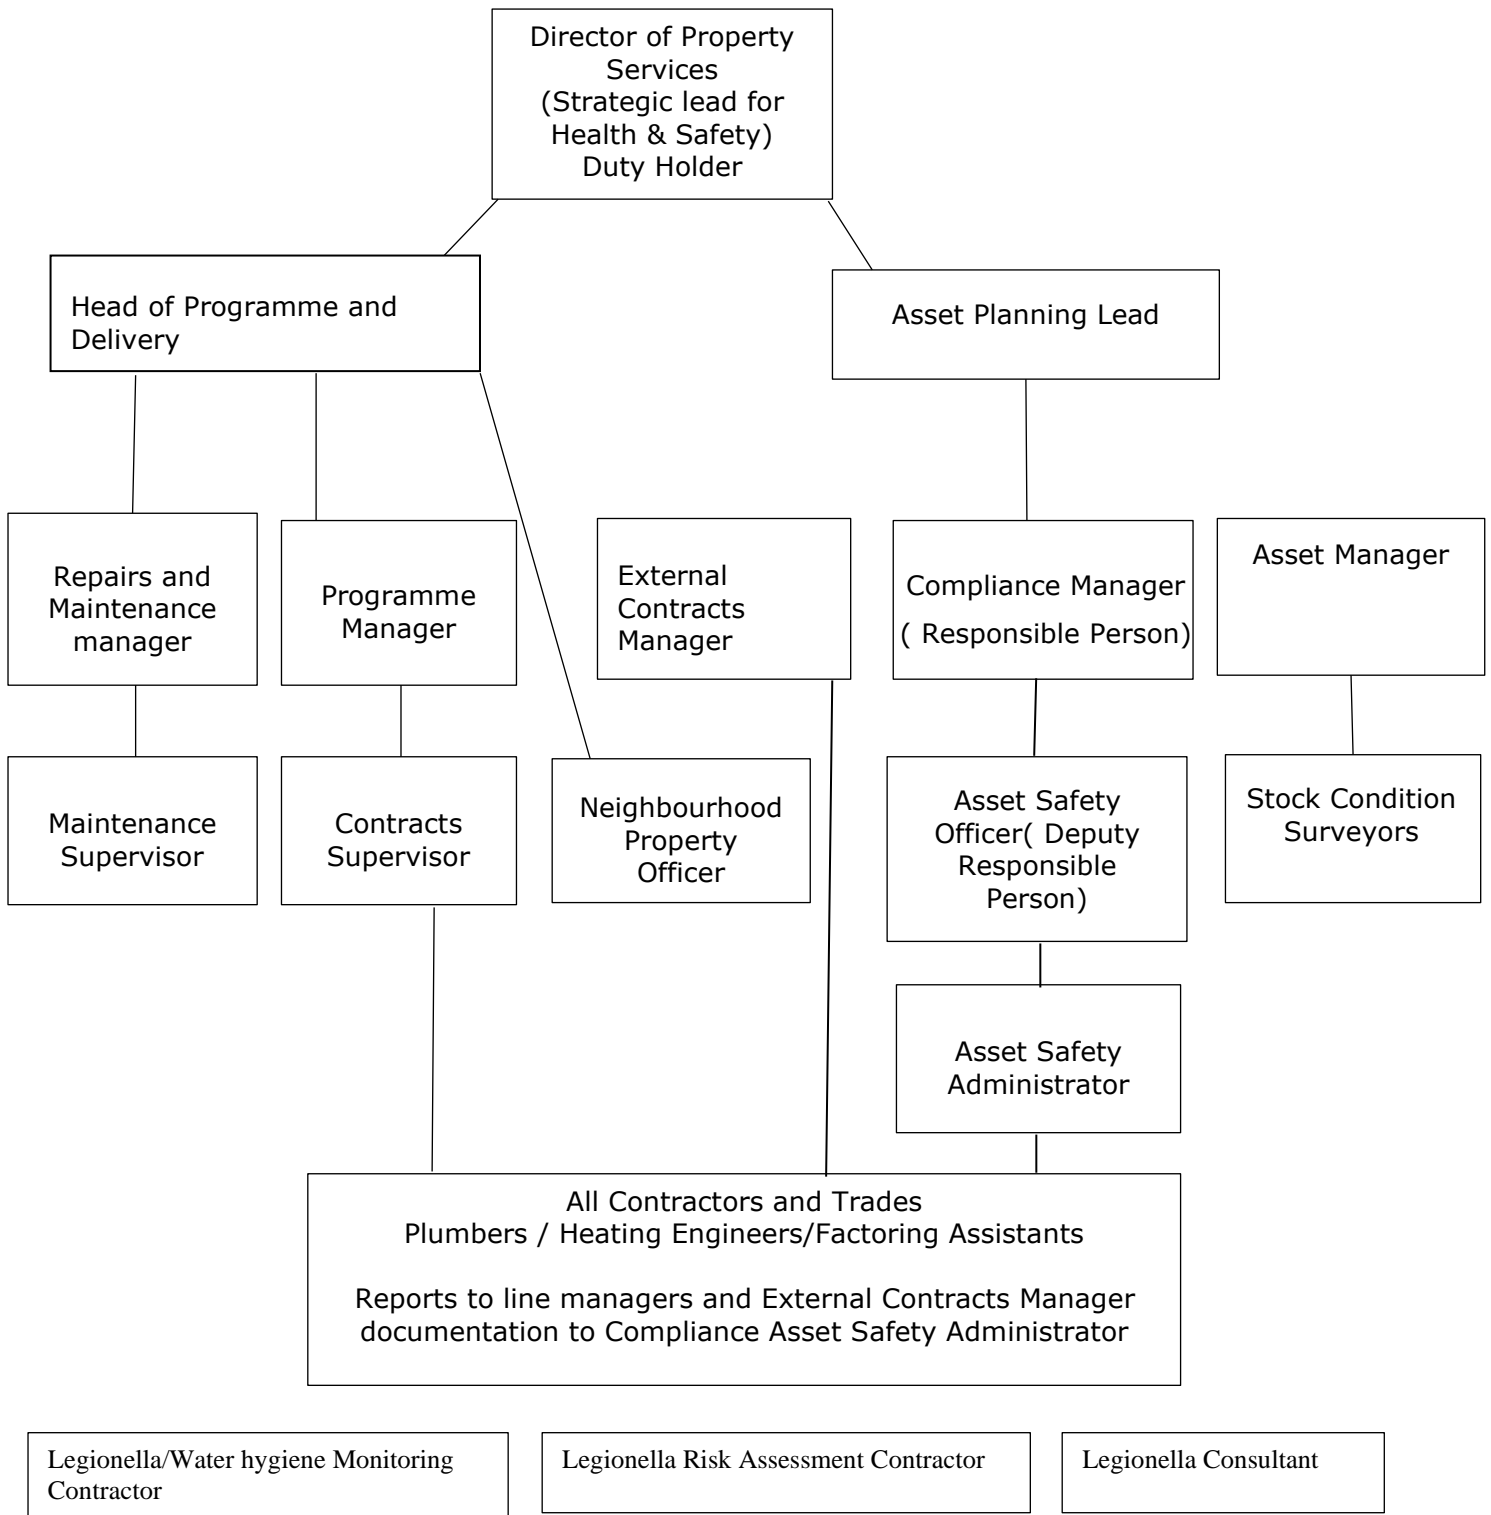 Director of Property
Services
(Strategic lead for
Health & Safety)
Duty Holder
Head of Programme and
Delivery
Asset Planning Lead
Repairs and
Maintenance
manager
Programme
Manager
External
Contracts
Manager
Compliance Manager
( Responsible Person)
Asset Manager
Maintenance
Supervisor
Contracts
Supervisor
Neighbourhood
Property
Officer
Asset Safety
Officer( Deputy
Responsible
Person)
Stock Condition
Surveyors
Asset Safety
Administrator
All Contractors and Trades
Plumbers / Heating Engineers/Factoring Assistants
Reports to line managers and External Contracts Manager
documentation to Compliance Asset Safety Administrator
Legionella/Water hygiene Monitoring
Contractor
Legionella Risk Assessment Contractor
Legionella Consultant